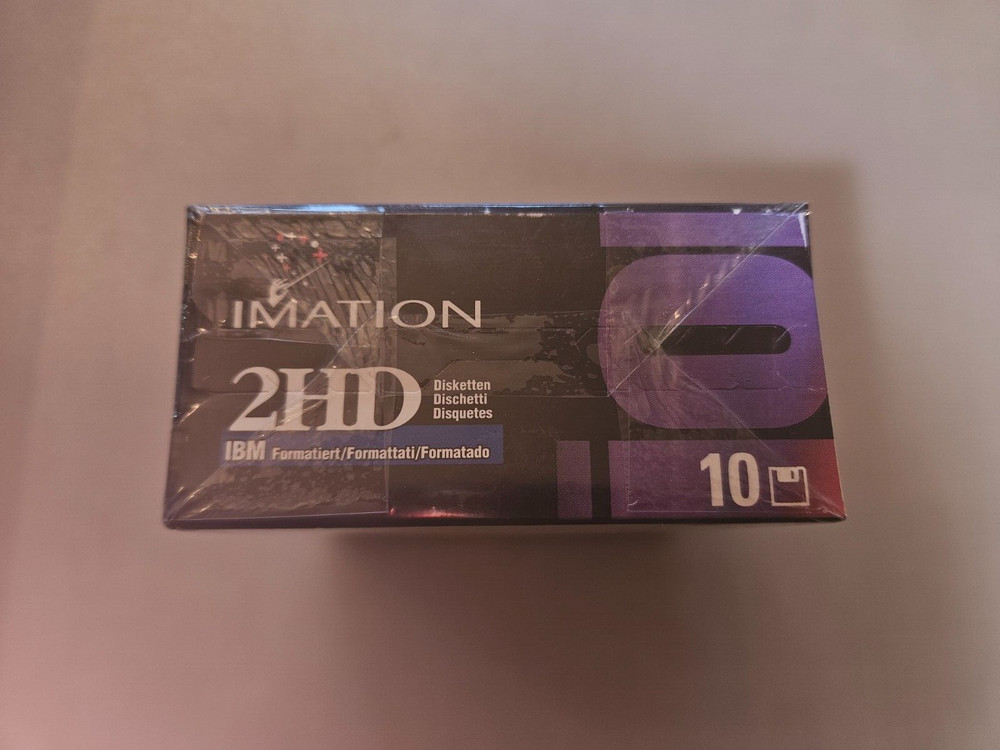 IMATION
2HD
Disketten
Dischetti
Disquetes
IBM Formatiert/Formattati/Formatado
10